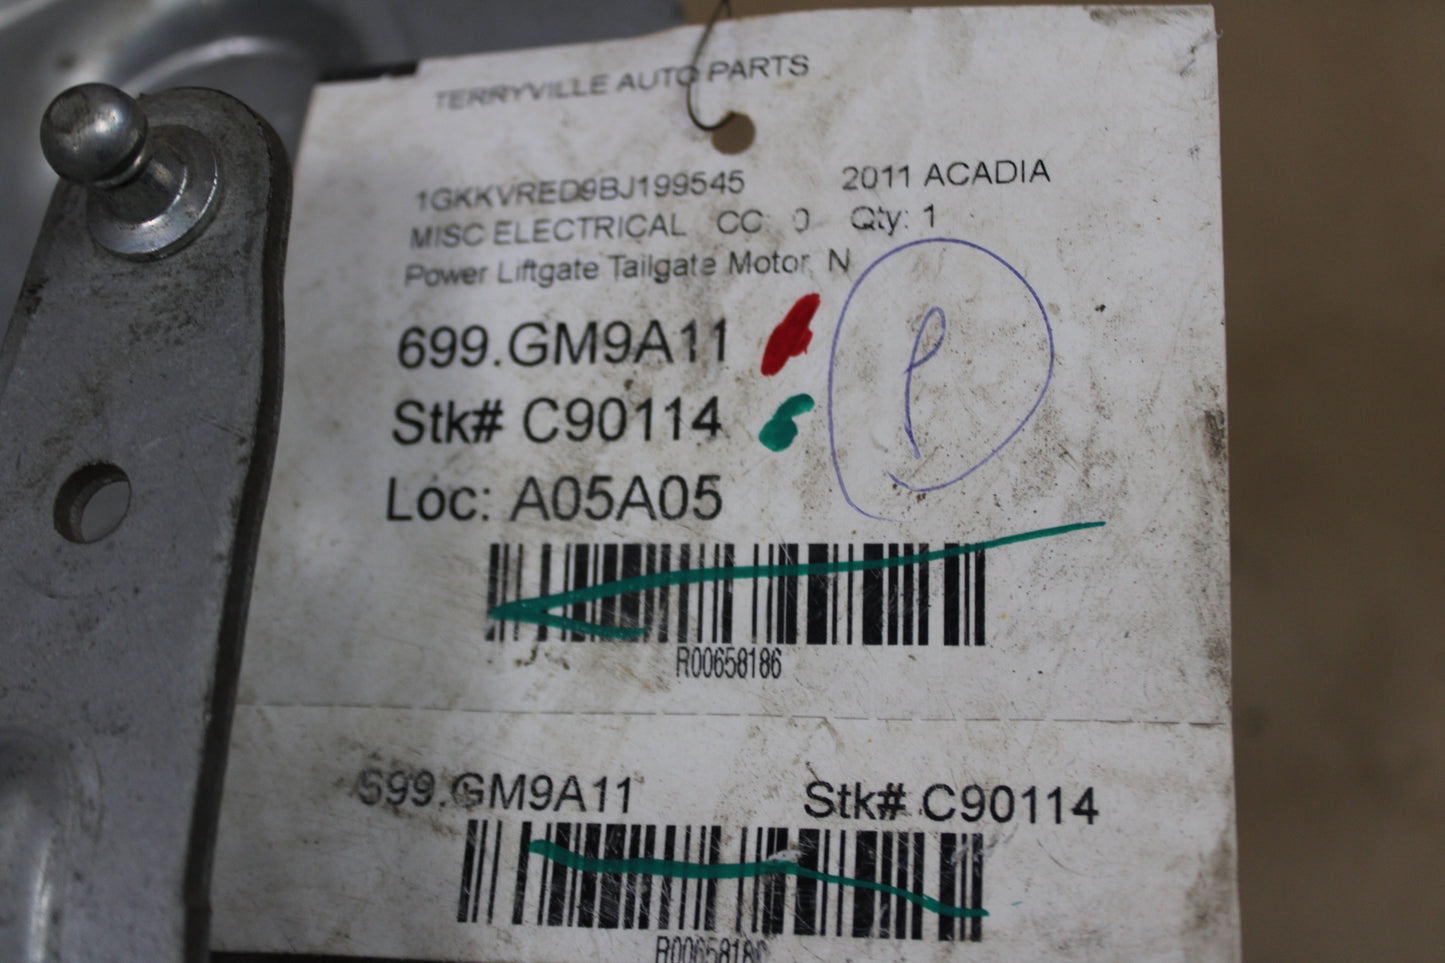 TERRYVILLE AUTO PARTS
1GKKVRED9BJ199545 2011 ACADIA
MISC ELECTRICAL CC: 0 Qty: 1
Power Liftgate Tailgate Motor, N
699.GM9A11
P
Stk# C90114
Loc: A05A05
R00658186
699.GM9A11 Stk# C90114
R00658186